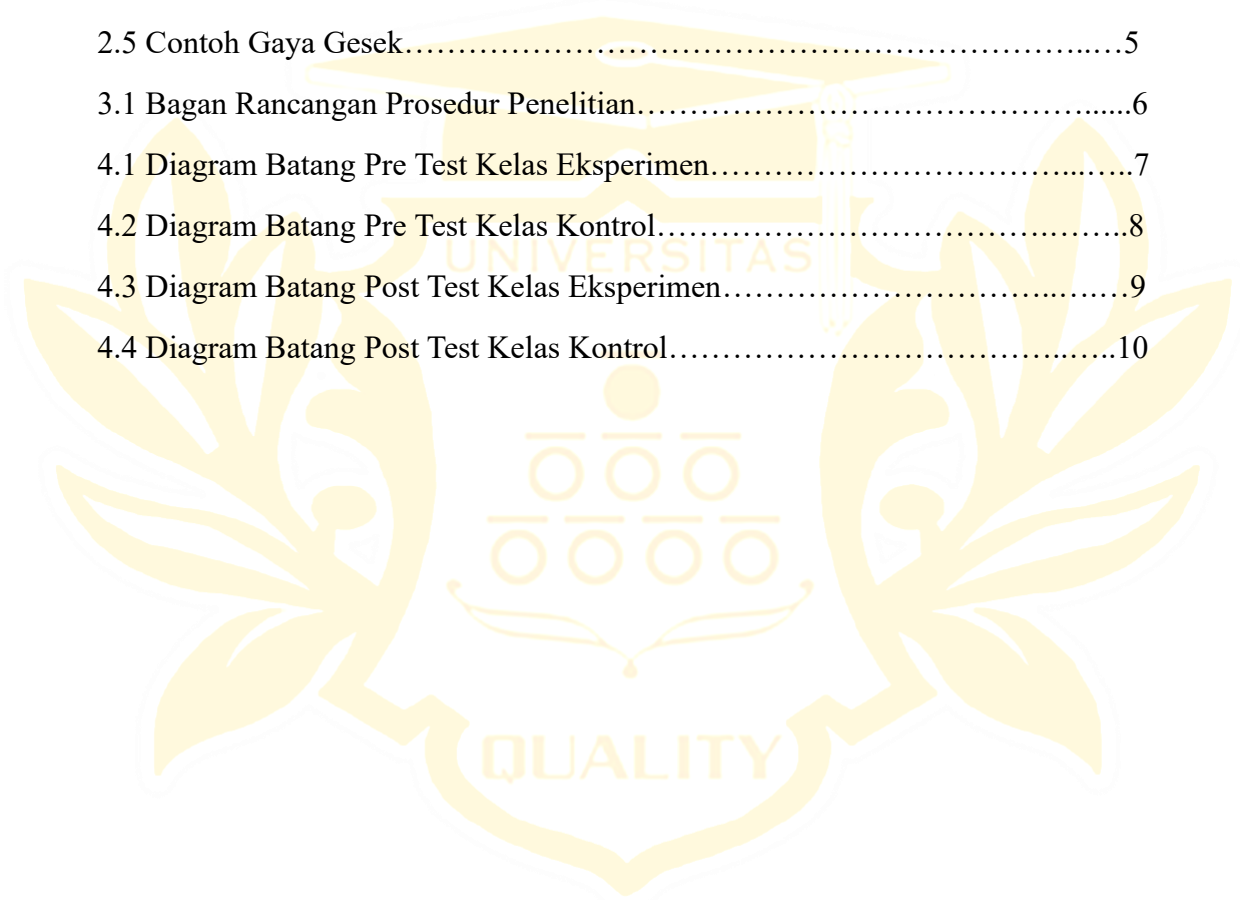 2.5 Contoh Gaya Gesek…………………………………………………………………..…5
3.1 Bagan Rancangan Prosedur Penelitian……………………………………………......6
4.1 Diagram Batang Pre Test Kelas Eksperimen…………………………………...…..7
4.2 Diagram Batang Pre Test Kelas Kontrol…………………………………….……..8
UNIVERSITAS
4.3 Diagram Batang Post Test Kelas Eksperimen………………………………..…….…9
4.4 Diagram Batang Post Test Kelas Kontrol……………………………………..…..10
QUALITY